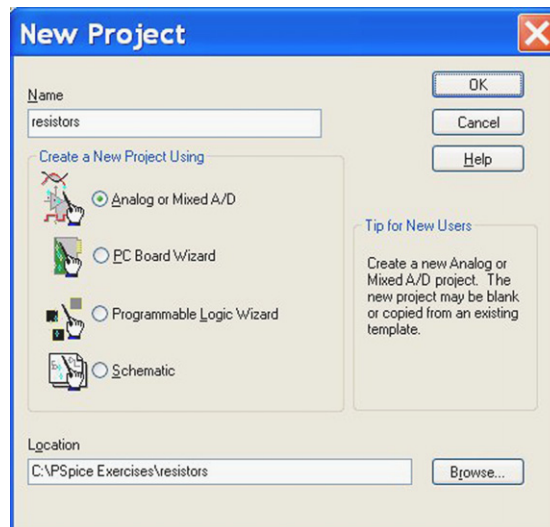 New Project
Name
resistors
OK
Cancel
Help
Create a New Project Using
Analog or Mixed A/D
PC Board Wizard
Programmable Logic Wizard
Schematic
Tip for New Users
Create a new Analog or
Mixed A/D project. The
new project may be blank
or copied from an existing
template.
Location
C:\PSpice Exercises\resistors
Browse...